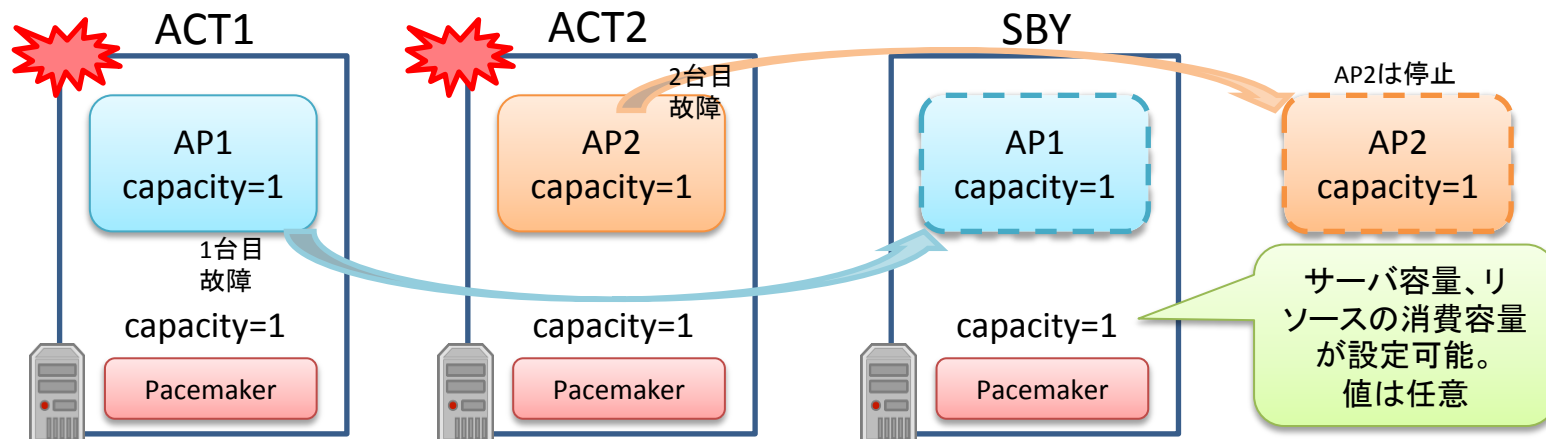 ACT1
AP1
capacity=1
1台目
故障
capacity=1
Pacemaker
ACT2
2台目
故障
AP2
capacity=1
capacity=1
Pacemaker
SBY
AP1
capacity=1
capacity=1
Pacemaker
AP2は停止
AP2
capacity=1
サーバ容量、リ
ソースの消費容量
が設定可能。
値は任意